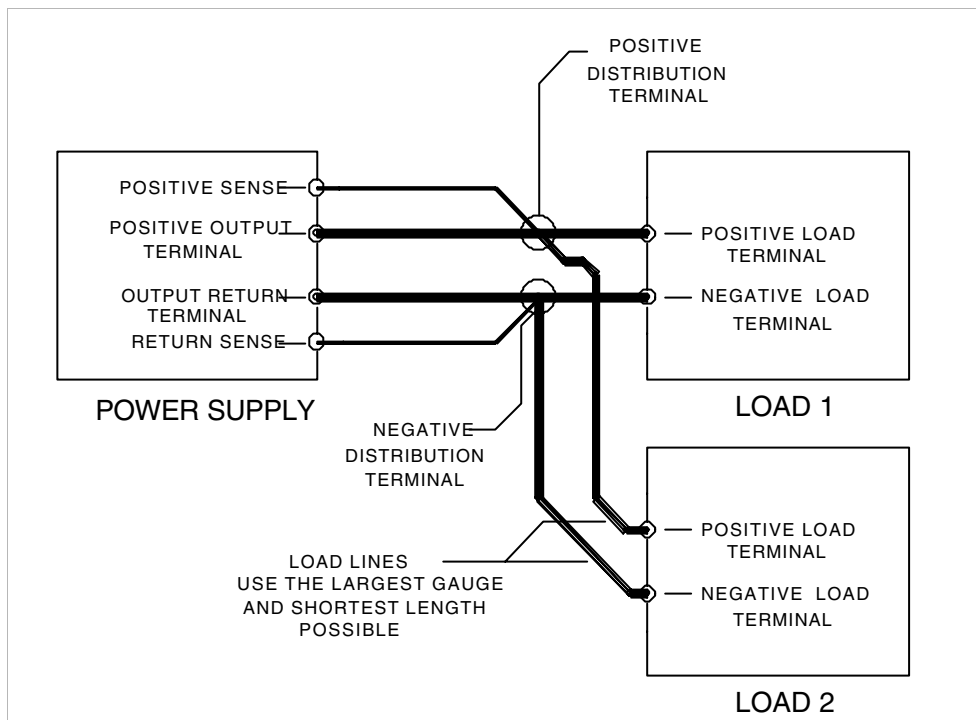 POSITIVE
DISTRIBUTION
TERMINAL
POSITIVE SENSE
POSITIVE OUTPUT
TERMINAL
OUTPUT RETURN
TERMINAL
RETURN SENSE
POWER SUPPLY
POSITIVE LOAD
TERMINAL
NEGATIVE LOAD
TERMINAL
LOAD 1
NEGATIVE
DISTRIBUTION
TERMINAL
LOAD LINES
USE THE LARGEST GAUGE
AND SHORTEST LENGTH
POSSIBLE
POSITIVE LOAD
TERMINAL
NEGATIVE LOAD
TERMINAL
LOAD 2